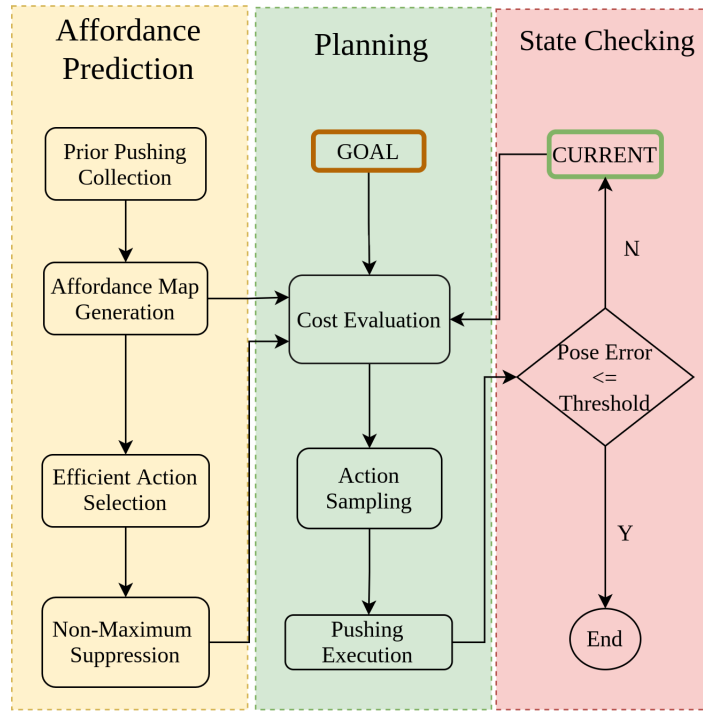 Affordance
Prediction
Prior Pushing
Collection
Affordance Map
Generation
Efficient Action
Selection
Non-Maximum
Suppression
Planning
GOAL
Cost Evaluation
Action
Sampling
Pushing
Execution
State Checking
CURRENT
N
Pose Error
<=
Threshold
Y
End